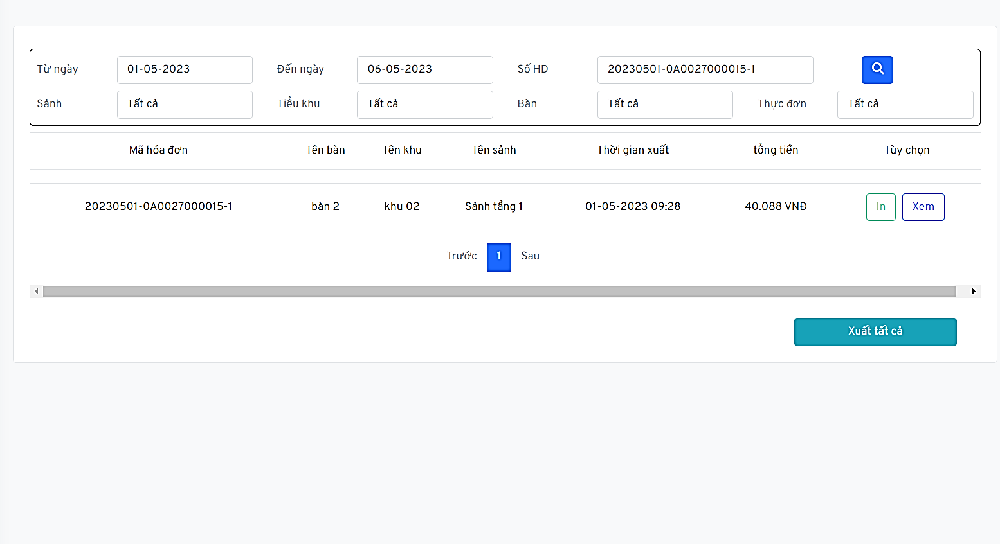 Từ ngày 01-05-2023 Đến ngày 06-05-2023 Số HD 20230501-0A0027000015-1
Sảnh Tất cả Tiểu khu Tất cả Bàn Tất cả Thực đơn Tất cả
Mã hóa đơn Tên bàn Tên khu Tên sảnh Thời gian xuất tổng tiền Tùy chọn
20230501-0A0027000015-1 bàn 2 khu 02 Sảnh tầng 1 01-05-2023 09:28 40.088 VNĐ In Xem
Trước 1 Sau
Xuất tất cả